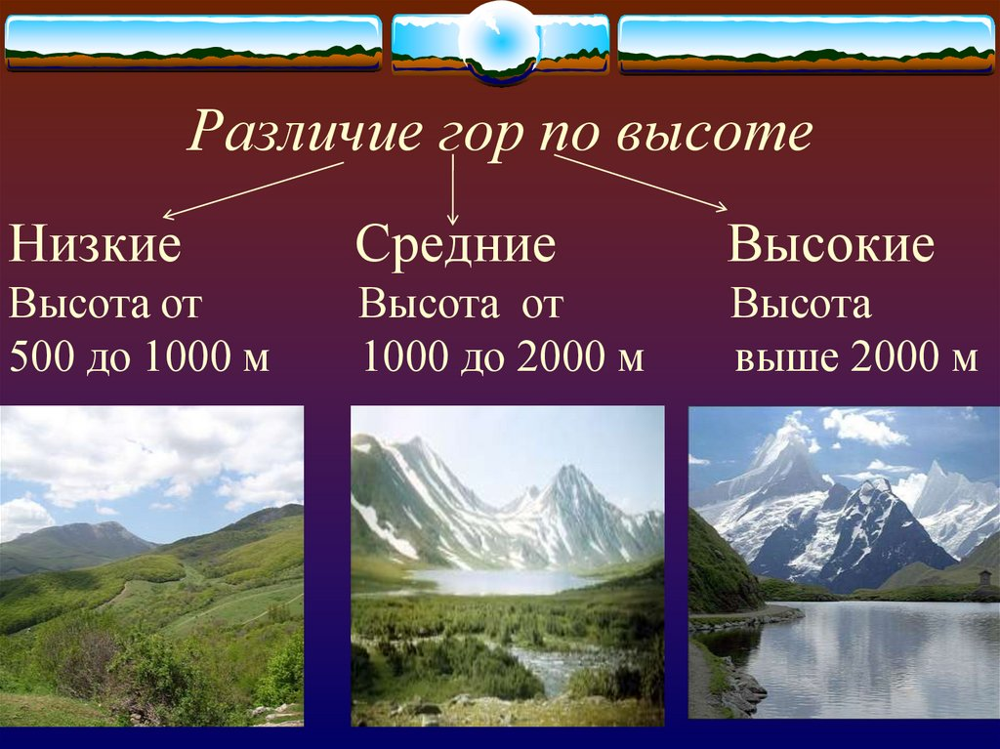 Различие гор по высоте
Низкие
Высота от
500 до 1000 м
Средние
Высота от
1000 до 2000 м
Высокие
Высота
выше 2000 м